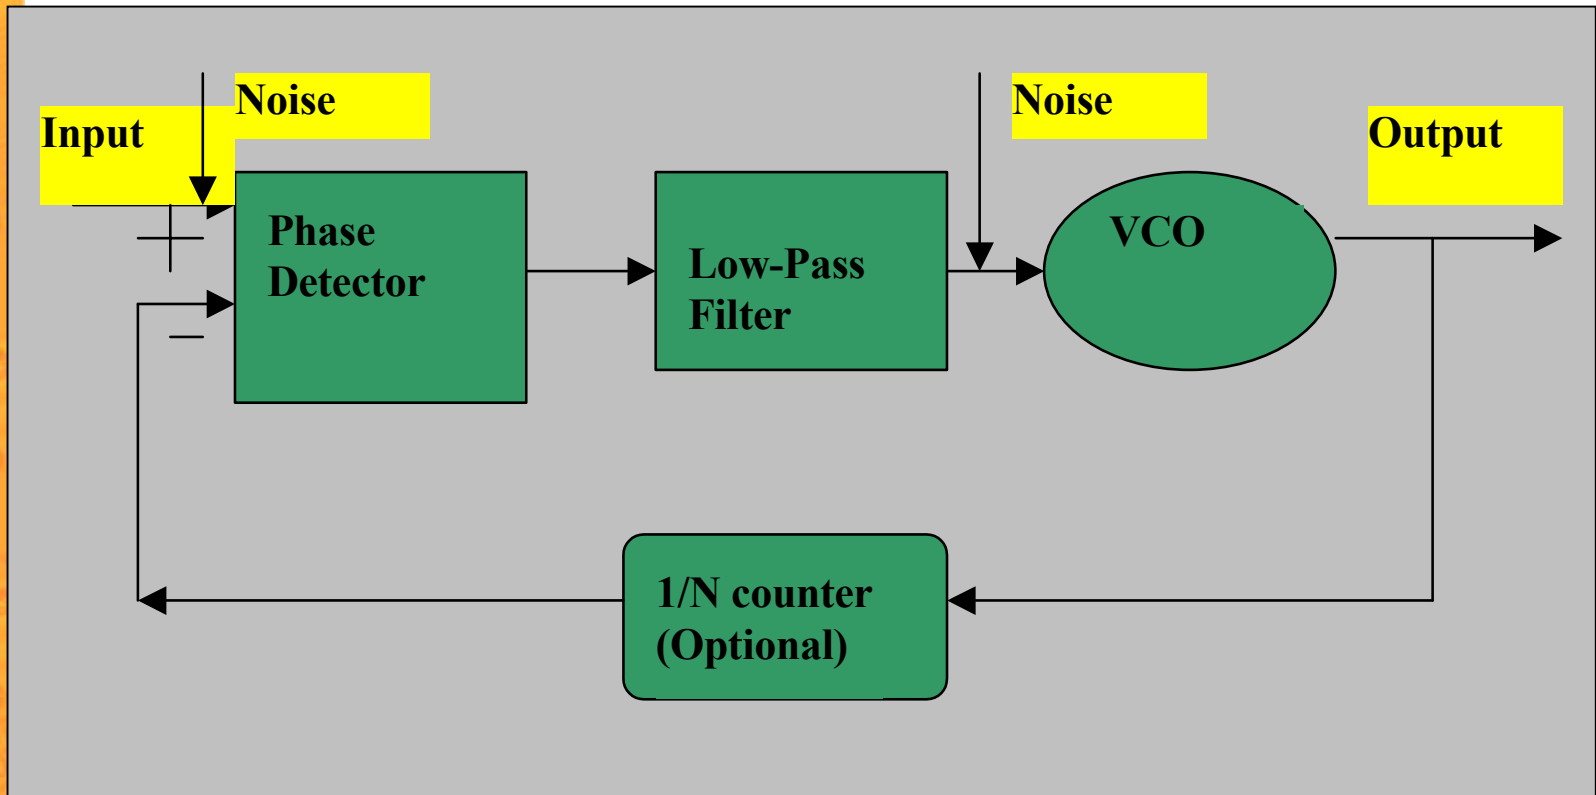 Noise
Noise
Input
Output
Phase
Detector
Low-Pass
Filter
VCO
+
−
1/N counter
(Optional)